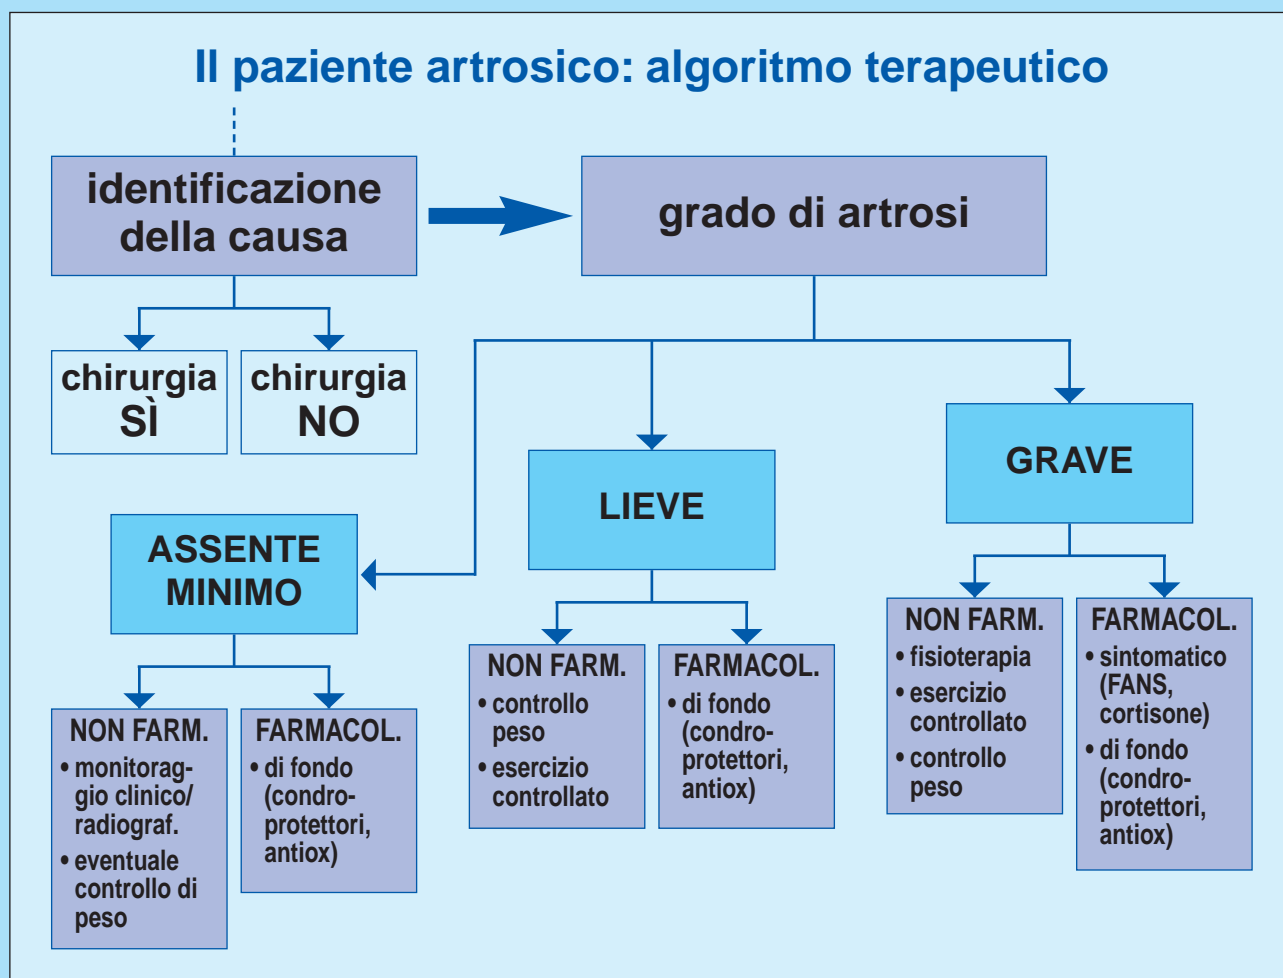 Il paziente artrosico: algoritmo terapeutico
identificazione
della causa
grado di artrosi
chirurgia
SÌ
chirurgia
NO
ASSENTE
MINIMO
NON FARM.
• monitorag-
gio clinico/
radiograf.
• eventuale
controllo di
peso
FARMACOL.
• di fondo
(condro-
protettori,
antiox)
LIEVE
NON FARM.
• controllo
peso
• esercizio
controllato
FARMACOL.
• di fondo
(condro-
protettori,
antiox)
GRAVE
NON FARM.
• fisioterapia
• esercizio
controllato
• controllo
peso
FARMACOL.
• sintomatico
(FANS,
cortisone)
• di fondo
(condro-
protettori,
antiox)